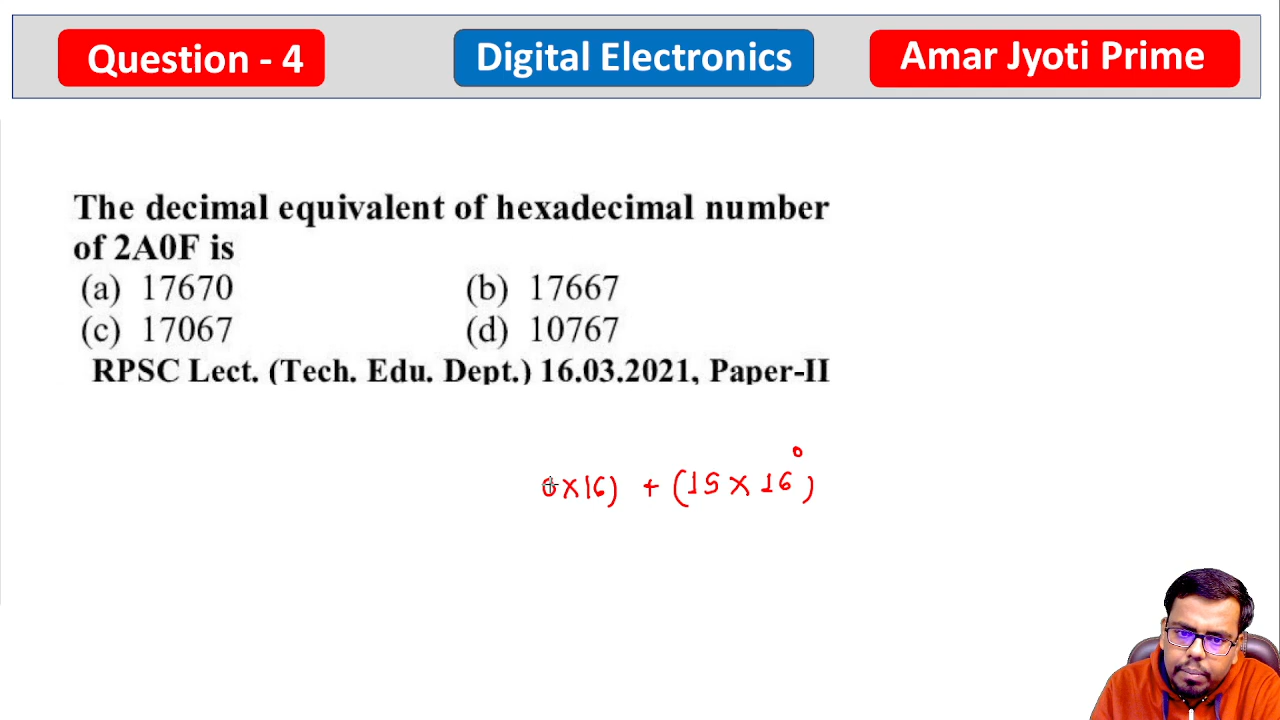 Question - 4
Digital Electronics
Amar Jyoti Prime
The decimal equivalent of hexadecimal number
of 2A0F is
(a) 17670 (b) 17667
(c) 17067 (d) 10767
RPSC Lect. (Tech. Edu. Dept.) 16.03.2021, Paper-II
0×16) + (15 × 16⁰)